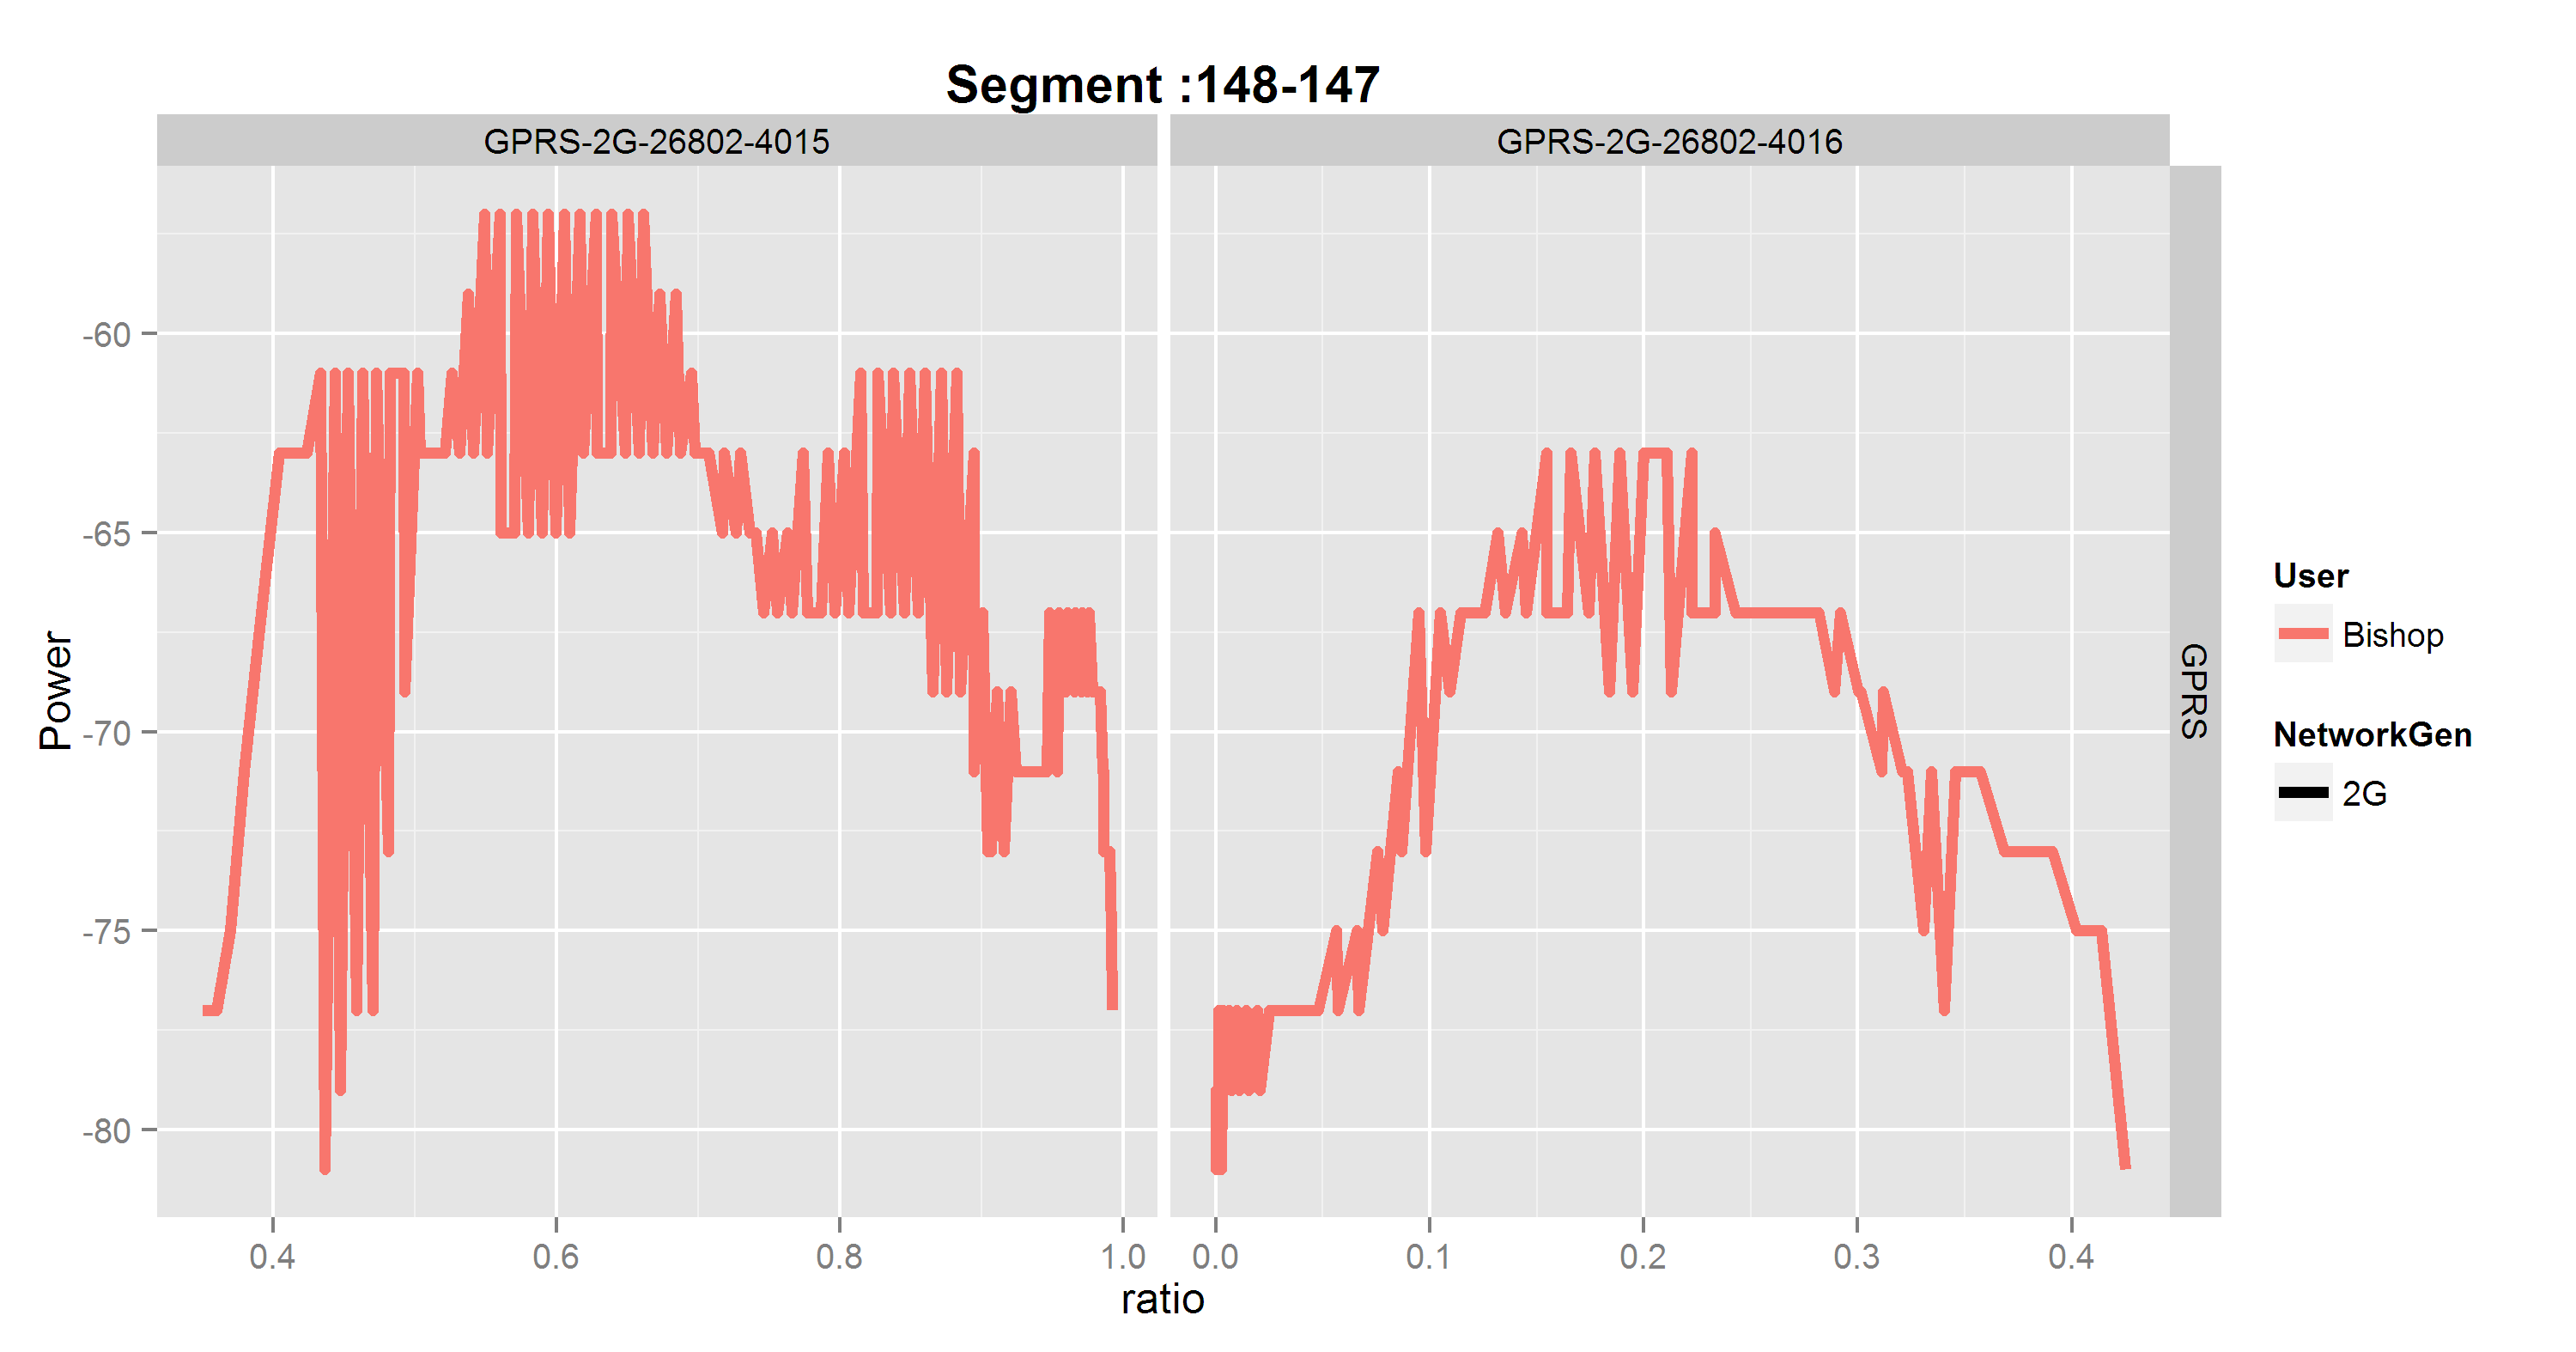 Segment :148-147
GPRS-2G-26802-4015
GPRS-2G-26802-4016
Power
-60
-65
-70
-75
-80
GPRS
0.4
0.6
0.8
1.0
0.0
0.1
0.2
0.3
0.4
ratio
User
Bishop
NetworkGen
2G